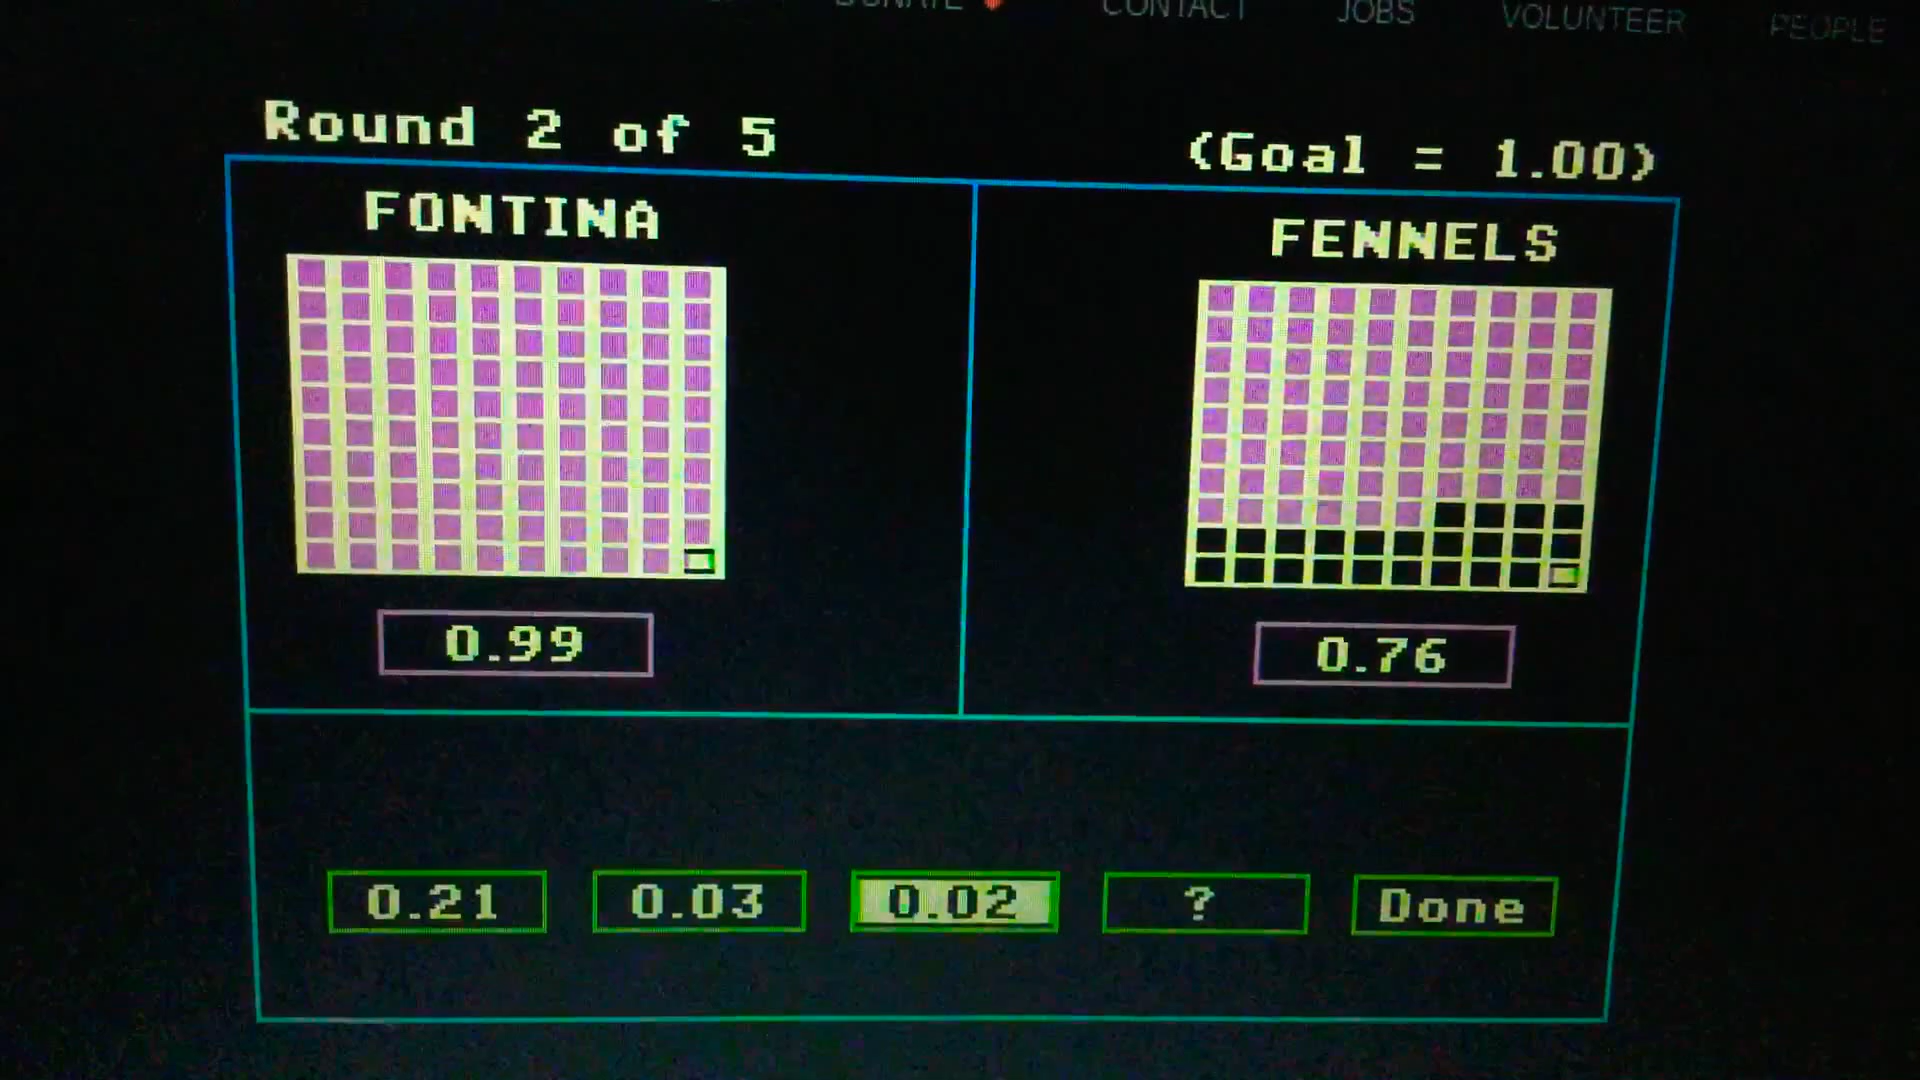 DONATE CONTACT JOBS VOLUNTEER PEOPLE
Round 2 of 5
(Goal = 1.00)
FONTINA
FENNELS
0.99
0.76
0.21 0.03 0.02 ? Done